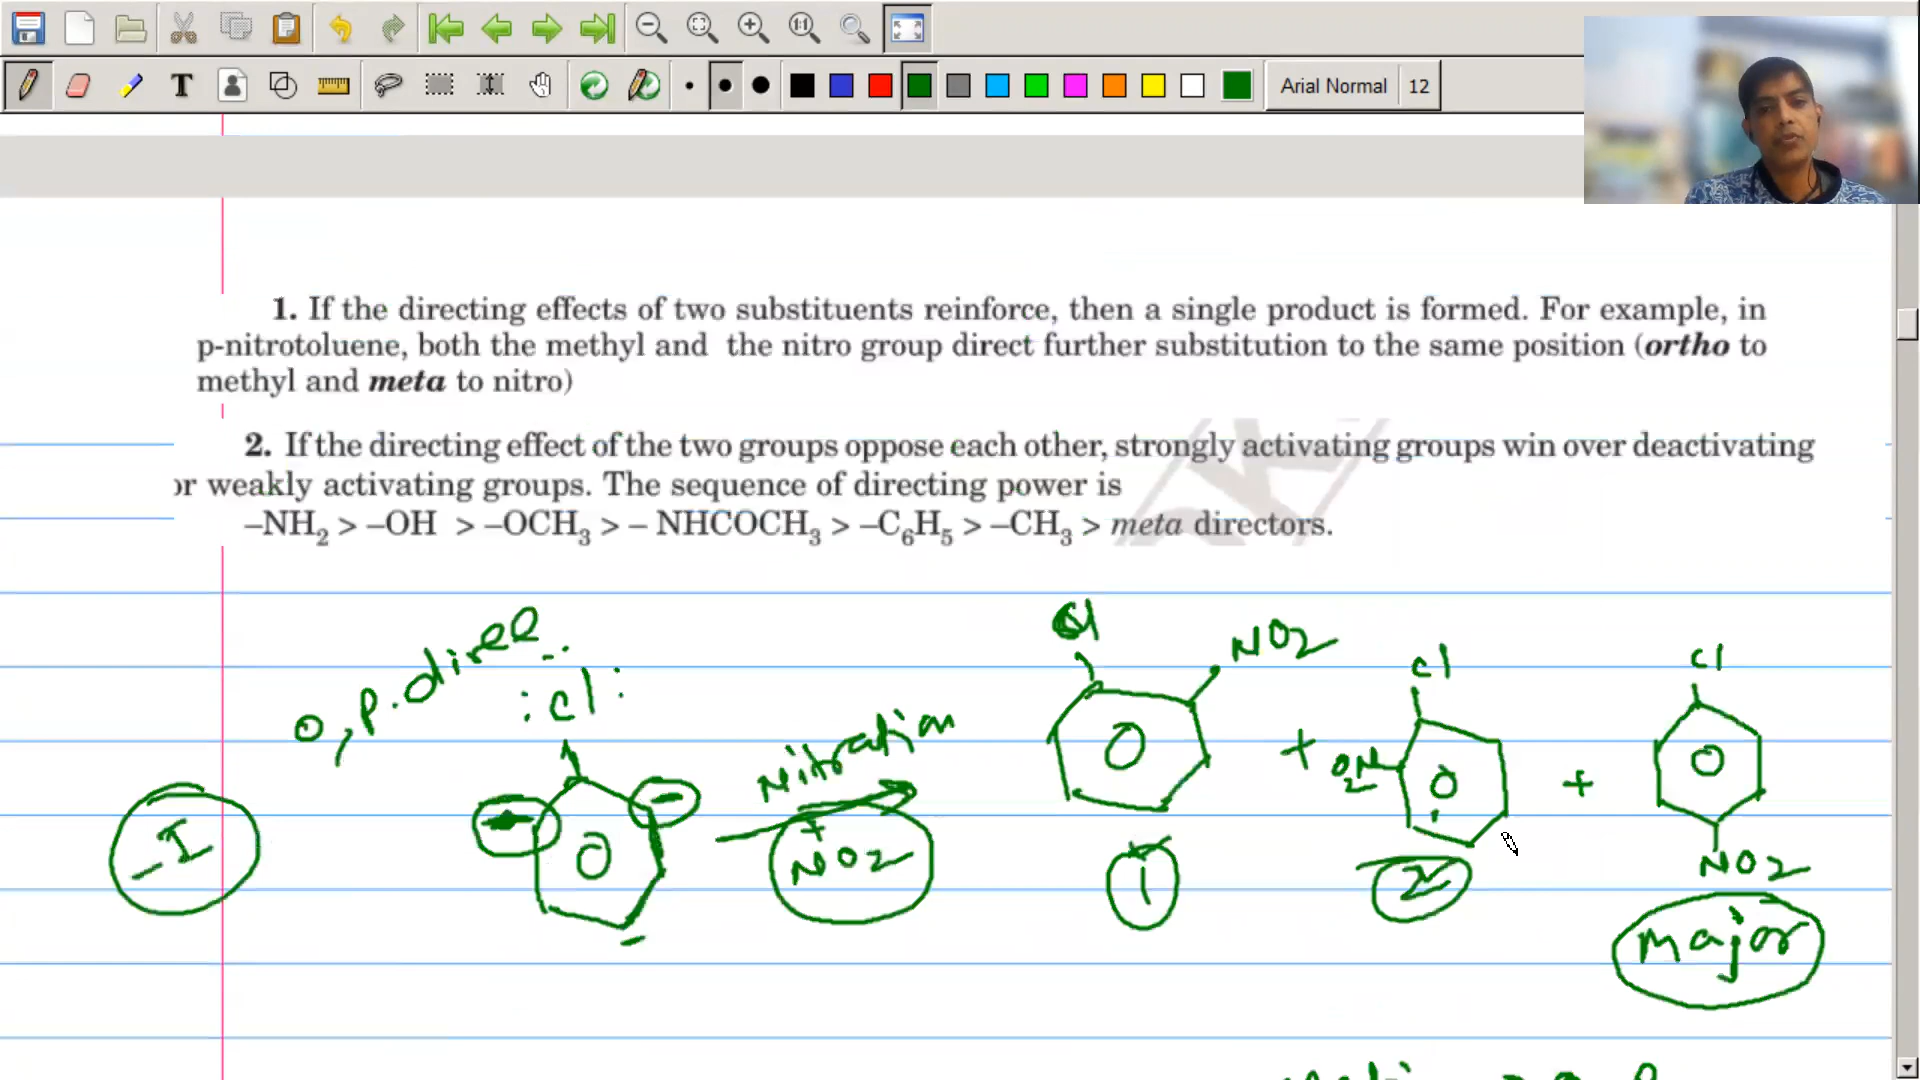 Arial Normal 12
1. If the directing effects of two substituents reinforce, then a single product is formed. For example, in
p-nitrotoluene, both the methyl and the nitro group direct further substitution to the same position (ortho to
methyl and meta to nitro)
2. If the directing effect of the two groups oppose each other, strongly activating groups win over deactivating
or weakly activating groups. The sequence of directing power is
–NH₂ > –OH > –OCH₃ > – NHCOCH₃ > –C₆H₅ > –CH₃ > meta directors.
o, p.direc
:Cl:
Nitration
+
NO2
-I
Cl
NO2
+
Cl
O2N
+
Cl
NO2
1
2
Major